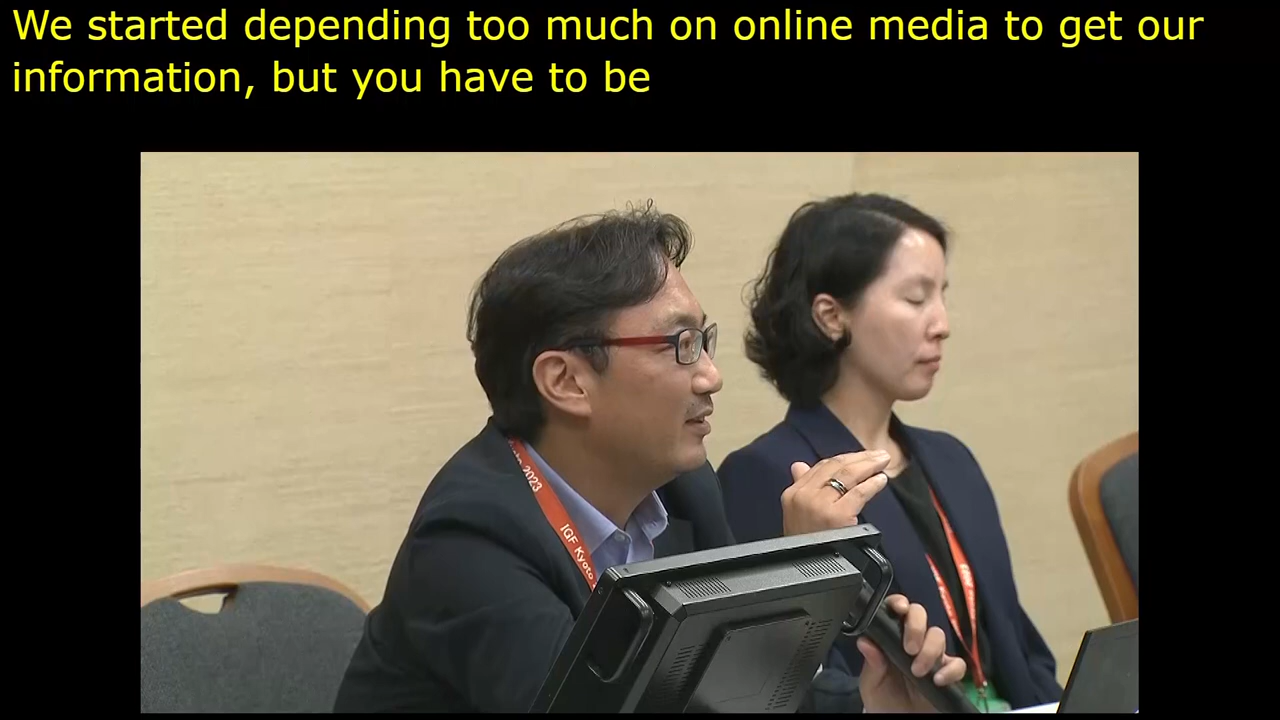 We started depending too much on online media to get our
information, but you have to be
Kyoto 2023
IGF Kyoto